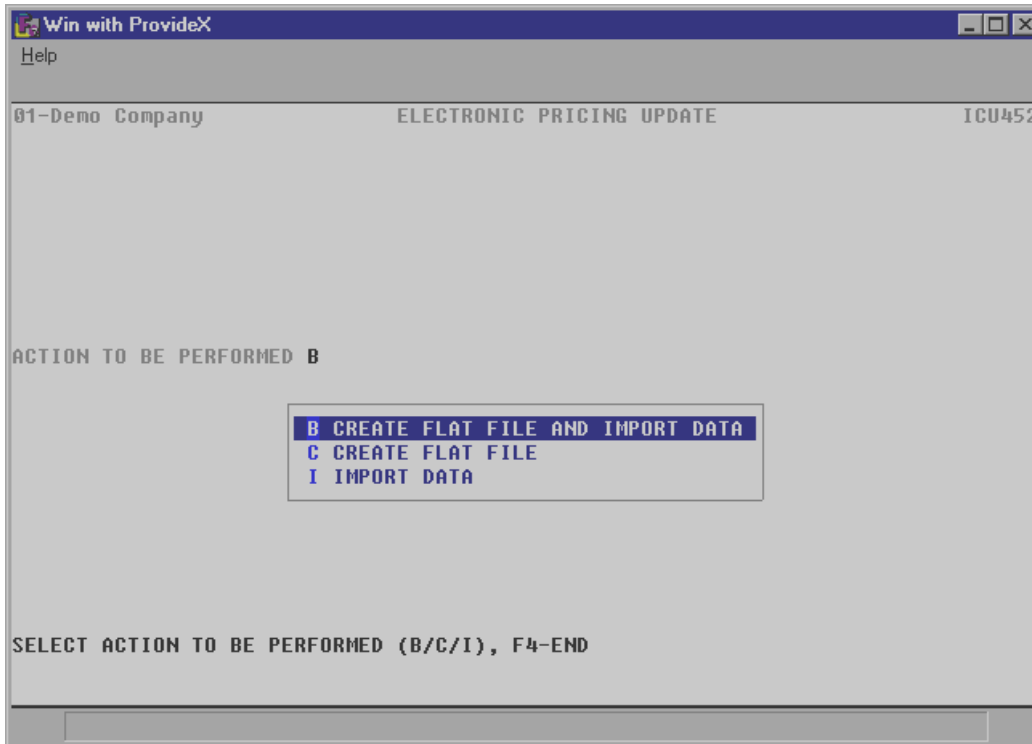 Win with ProvideX
Help
01-Demo Company ELECTRONIC PRICING UPDATE ICU452
ACTION TO BE PERFORMED B
B CREATE FLAT FILE AND IMPORT DATA
C CREATE FLAT FILE
I IMPORT DATA
SELECT ACTION TO BE PERFORMED (B/C/I), F4-END